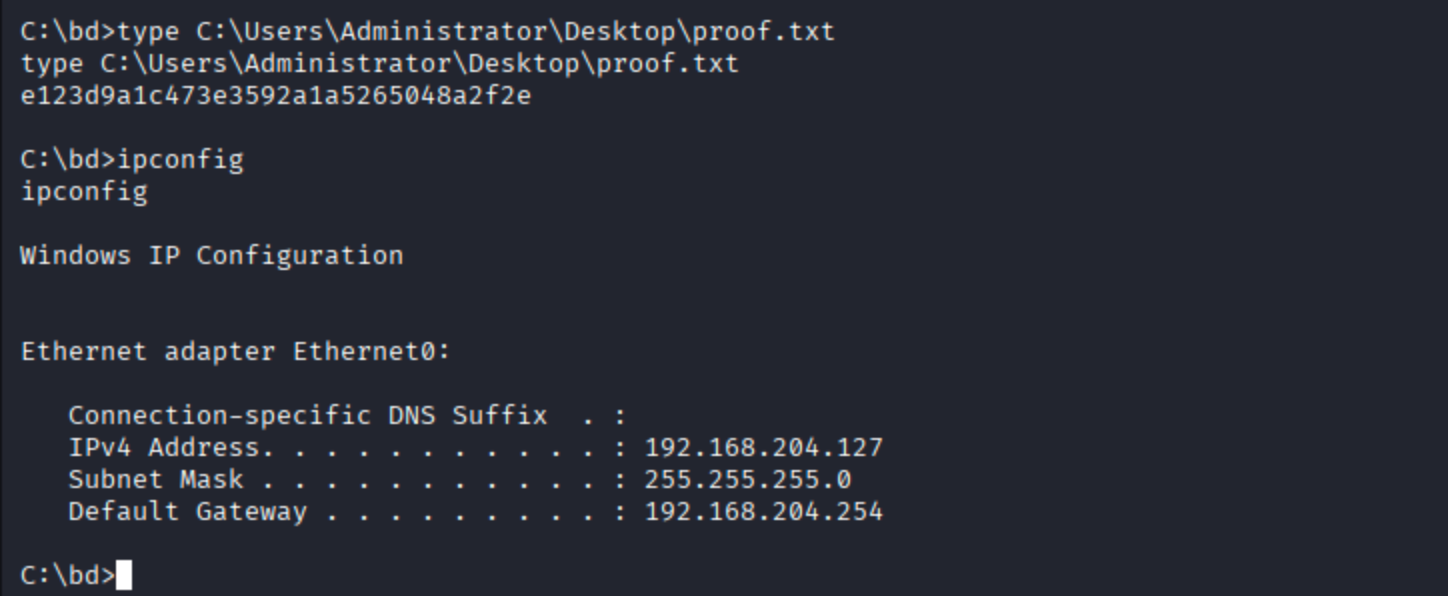 C:\bd>type C:\Users\Administrator\Desktop\proof.txt
type C:\Users\Administrator\Desktop\proof.txt
e123d9a1c473e3592a1a5265048a2f2e
C:\bd>ipconfig
ipconfig
Windows IP Configuration
Ethernet adapter Ethernet0:
   Connection-specific DNS Suffix  . :
   IPv4 Address. . . . . . . . . . . : 192.168.204.127
   Subnet Mask . . . . . . . . . . . : 255.255.255.0
   Default Gateway . . . . . . . . . : 192.168.204.254
C:\bd>